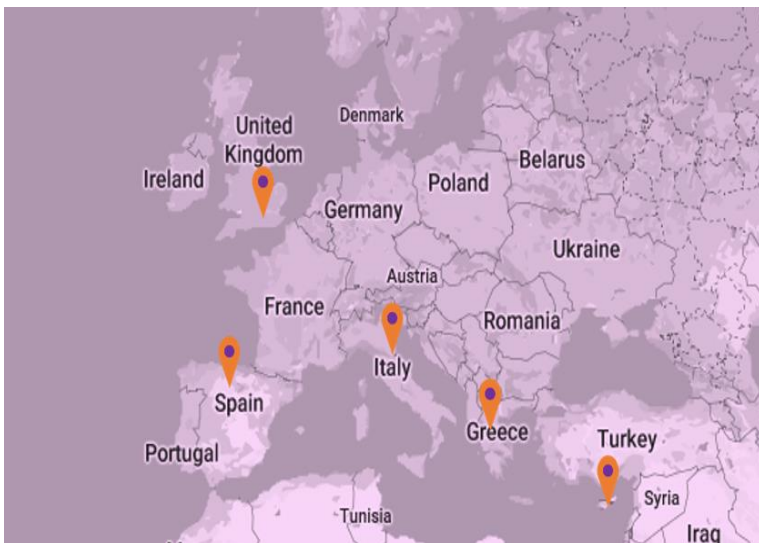 Denmark
United
Kingdom
Ireland
Belarus
Poland
Germany
Ukraine
Austria
France
Romania
Italy
Spain
Greece
Turkey
Portugal
Syria
Tunisia
Iraq